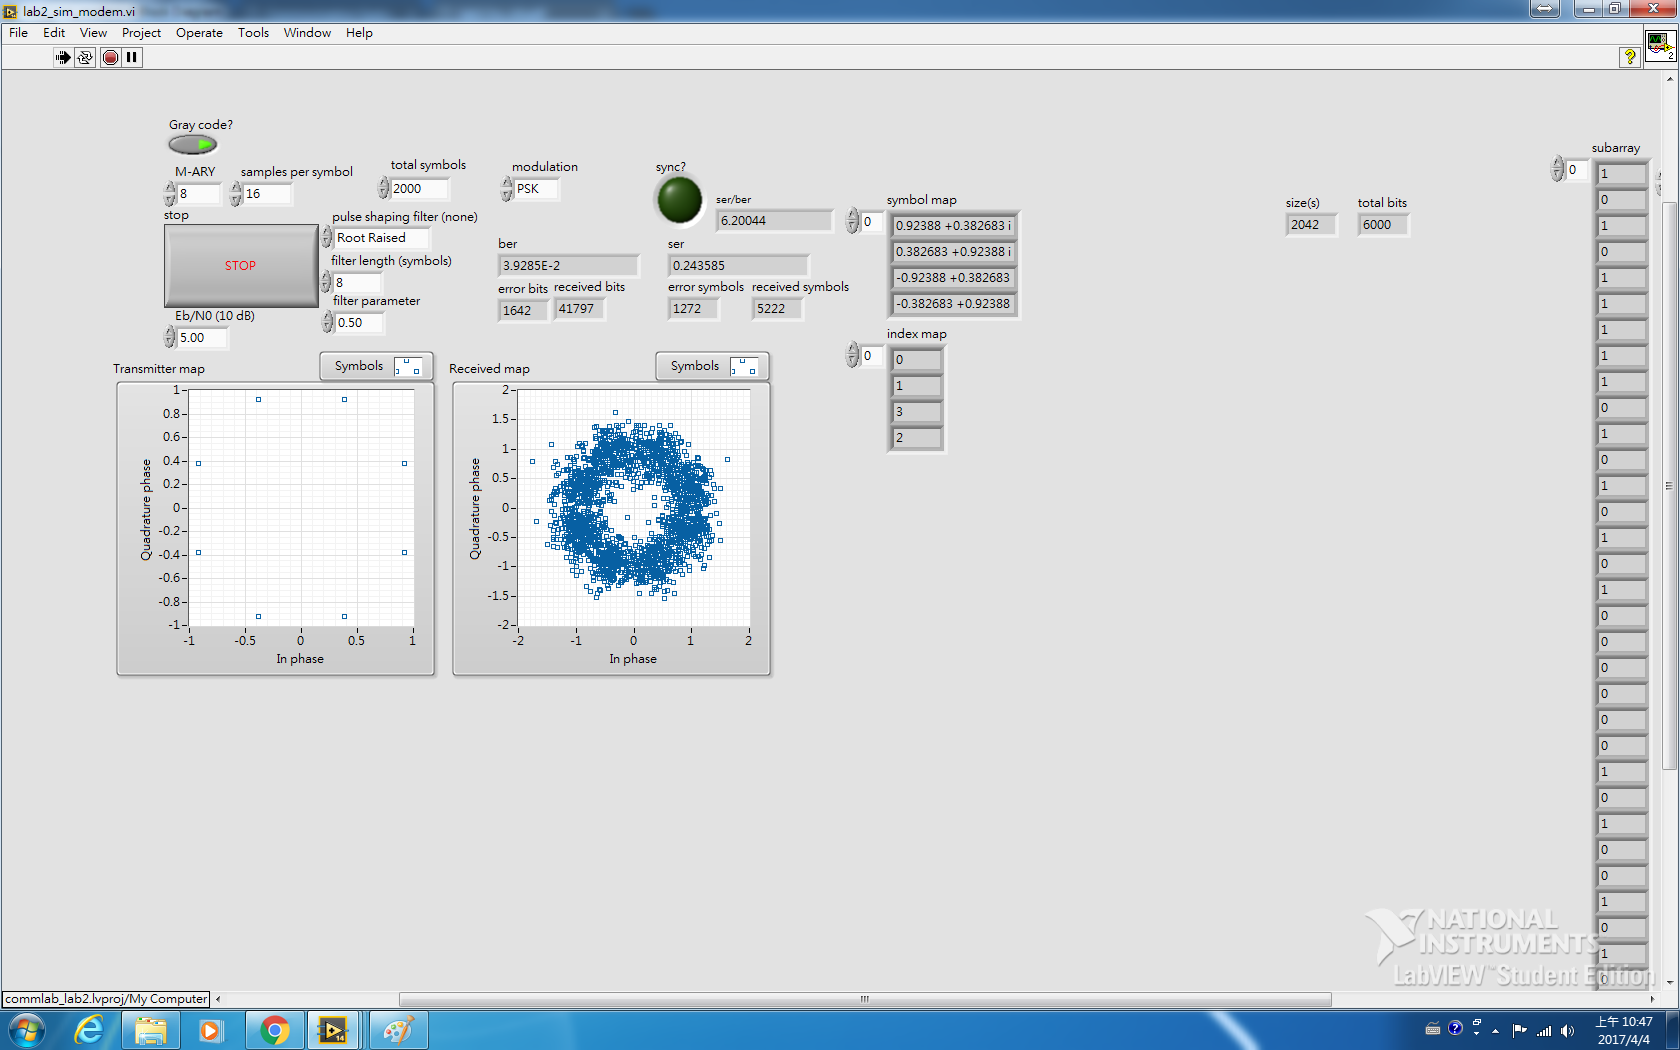 lab2_sim_modem.vi
File Edit View Project Operate Tools Window Help
2
Gray code?
M-ARY
8
samples per symbol
16
total symbols
2000
modulation
PSK
sync?
ser/ber
6.20044
stop
STOP
pulse shaping filter (none)
Root Raised
filter length (symbols)
8
filter parameter
0.50
Eb/N0 (10 dB)
5.00
ber
3.9285E-2
error bits
1642
received bits
41797
ser
0.243585
error symbols
1272
received symbols
5222
symbol map
0
0.92388 +0.382683 i
0.382683 +0.92388 i
-0.92388 +0.382683
-0.382683 +0.92388
index map
0
0
1
3
2
size(s)
2042
total bits
6000
subarray
0
1
0
1
0
1
1
1
1
1
0
1
0
1
0
1
0
1
0
0
0
0
0
0
1
0
1
0
0
1
0
1
0
Transmitter map
Symbols
1
0.8
0.6
0.4
0.2
0
-0.2
-0.4
-0.6
-0.8
-1
Quadrature phase
-1 -0.5 0 0.5 1
In phase
Received map
Symbols
2
1.5
1
0.5
0
-0.5
-1
-1.5
-2
Quadrature phase
-2 -1 0 1 2
In phase
NATIONAL
INSTRUMENTS
LabVIEW™ Student Edition
commlab_lab2.lvproj/My Computer
14
上午 10:47
2017/4/4